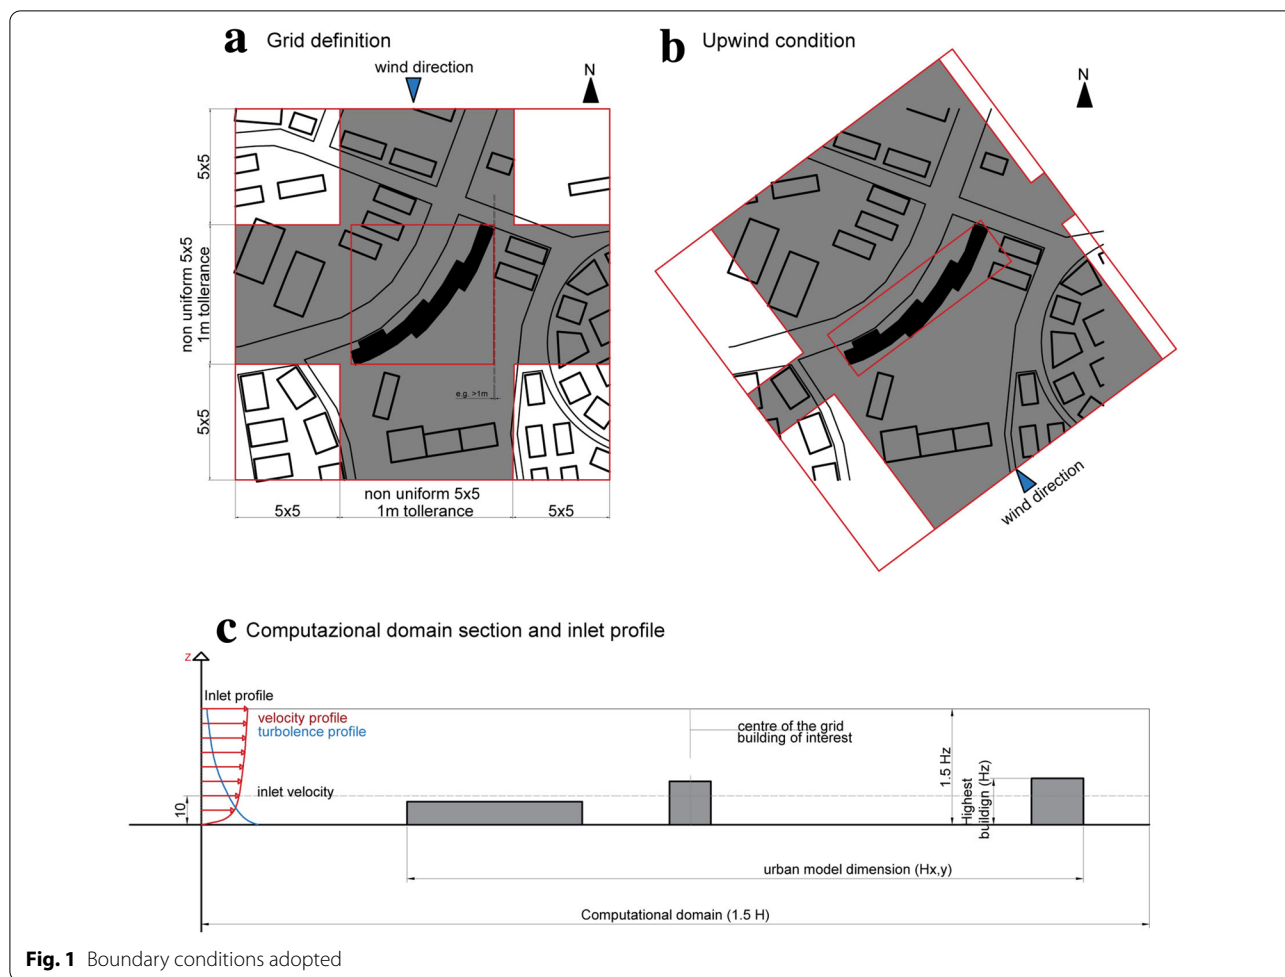 a Grid definition
wind direction
N
5x5
non uniform 5x5
1m tollerance
5x5
e.g. >1m
non uniform 5x5
5x5 1m tollerance 5x5
b Upwind condition
N
wind direction
c Computazional domain section and inlet profile
z
Inlet profile
velocity profile
turbolence profile
inlet velocity
10
centre of the grid
building of interest
1.5 Hz
Highest
buildign (Hz)
urban model dimension (Hx,y)
Computational domain (1.5 H)
Fig. 1 Boundary conditions adopted